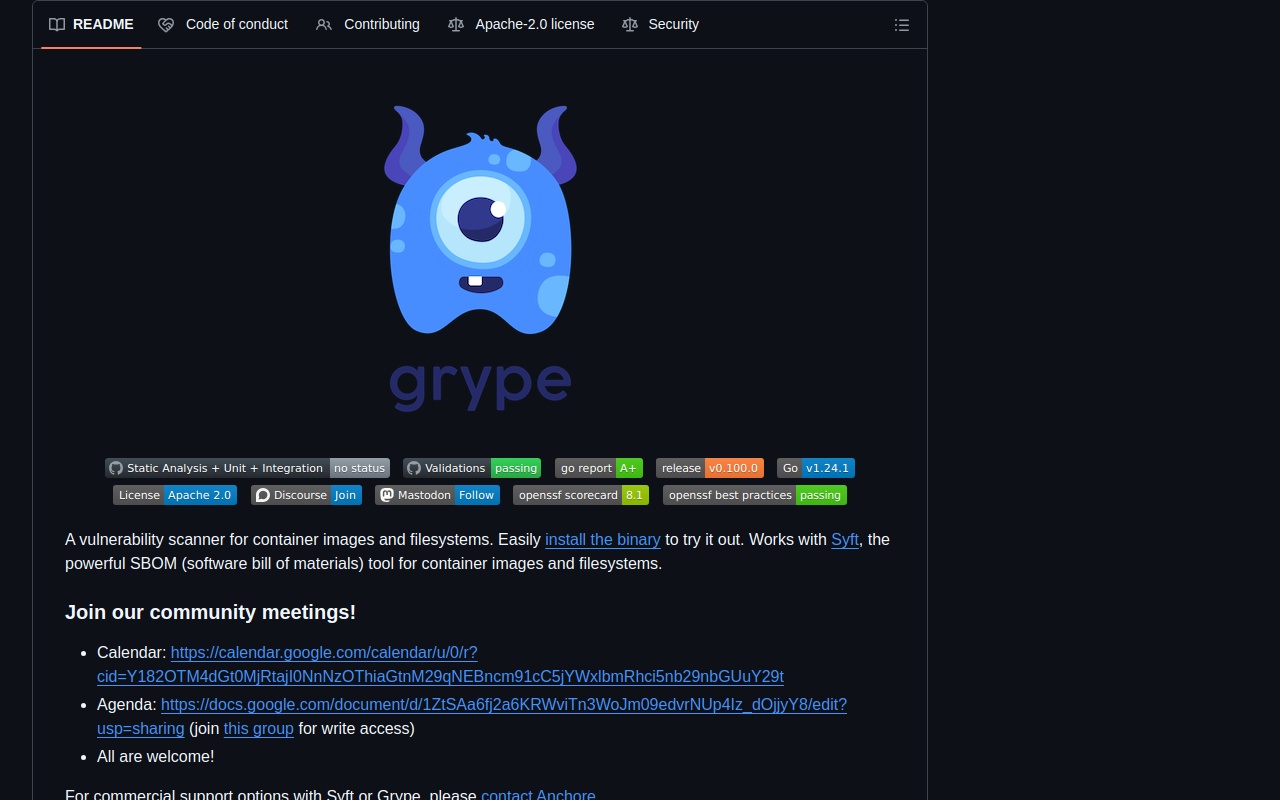 README Code of conduct Contributing Apache-2.0 license Security
grype
Static Analysis + Unit + Integration no status Validations passing go report A+ release v0.100.0 Go v1.24.1
License Apache 2.0 Discourse Join Mastodon Follow openssf scorecard 8.1 openssf best practices passing
A vulnerability scanner for container images and filesystems. Easily install the binary to try it out. Works with Syft, the
powerful SBOM (software bill of materials) tool for container images and filesystems.
Join our community meetings!
• Calendar: https://calendar.google.com/calendar/u/0/r?
cid=Y182OTM4dGt0MjRtajI0NnNzOThiaGtnM29qNEBncm91cC5jYWxlbmRhci5nb29nbGUuY29t
• Agenda: https://docs.google.com/document/d/1ZtSAa6fj2a6KRWviTn3WoJm09edvrNUp4Iz_dOjjyY8/edit?
usp=sharing (join this group for write access)
• All are welcome!
For commercial support options with Syft or Grype, please contact Anchore